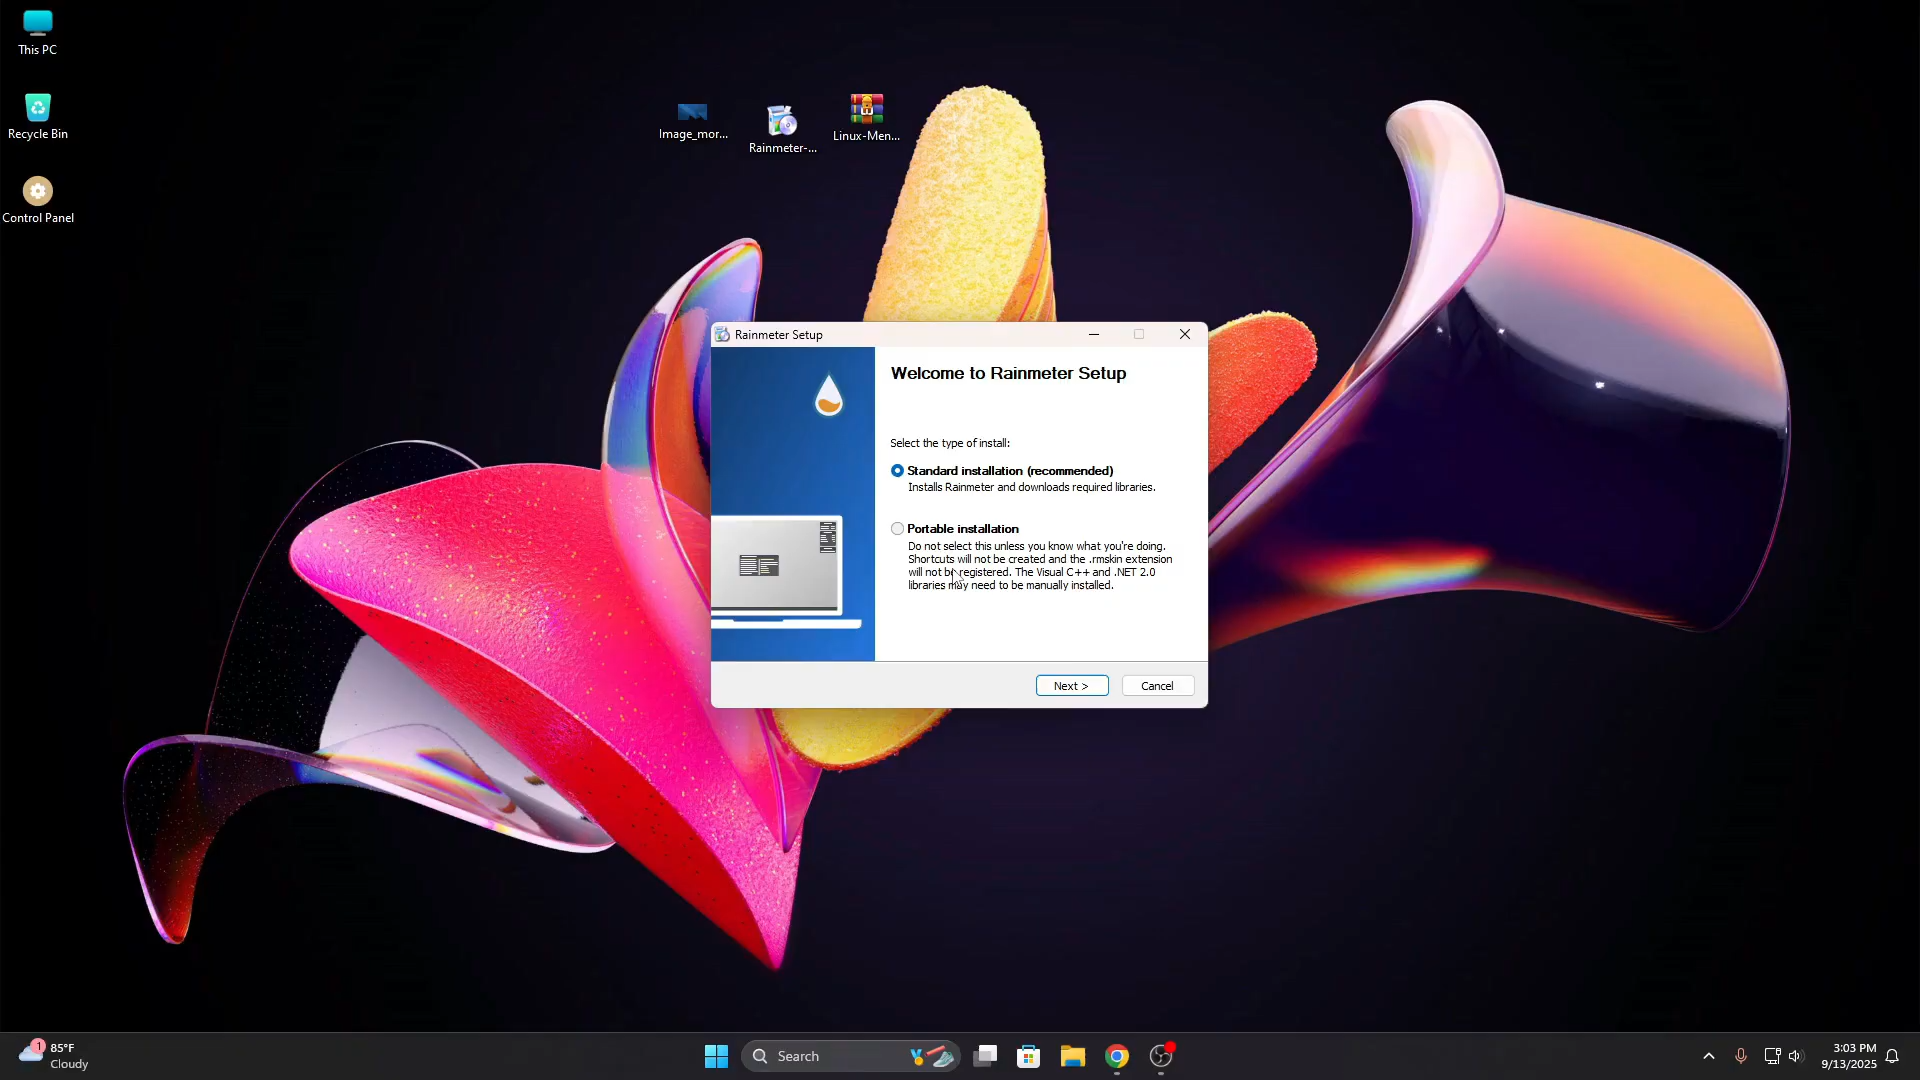 This PC
Recycle Bin
Control Panel
Image_mor...
Rainmeter-...
Linux-Men...
Rainmeter Setup
Welcome to Rainmeter Setup
Select the type of install:
Standard installation (recommended)
Installs Rainmeter and downloads required libraries.
Portable installation
Do not select this unless you know what you're doing.
Shortcuts will not be created and the .rmskin extension
will not be registered. The Visual C++ and .NET 2.0
libraries may need to be manually installed.
Next >
Cancel
1
85°F
Cloudy
Search
3:03 PM
9/13/2025